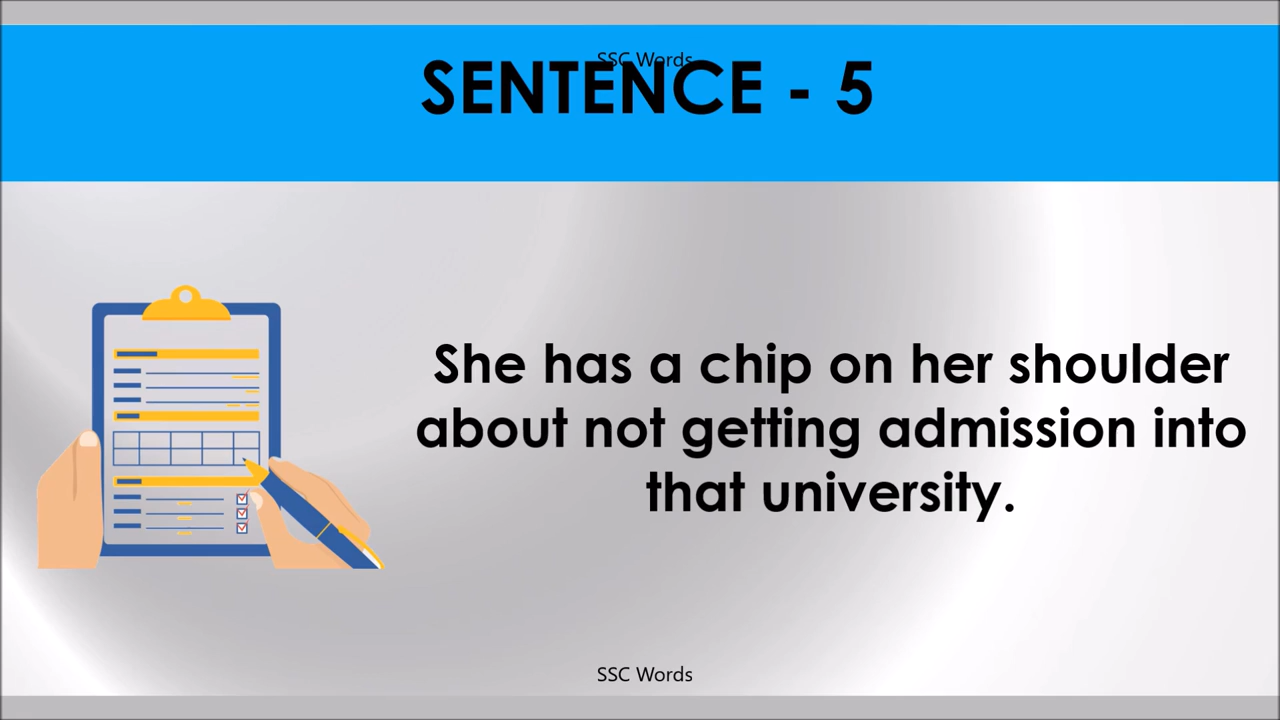 SSC Words
SENTENCE - 5
She has a chip on her shoulder
about not getting admission into
that university.
SSC Words